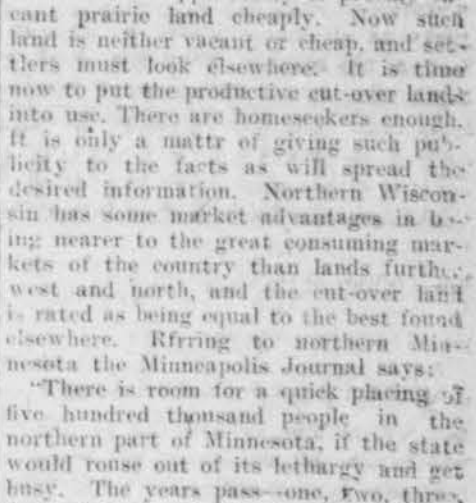 cant prairie land cheaply. Now such
land is neither vacant or cheap, and set-
tlers must look elsewhere. It is time
now to put the productive cut-over lands
into use. There are homeseekers enough.
It is only a mattr of giving such pub-
licity to the facts as will spread the
desired information. Northern Wiscon-
sin has some market advantages in be-
ing nearer to the great consuming mar-
kets of the country than lands further
west and north, and the cut-over land
is rated as being equal to the best found
elsewhere. Rfrring to northern Min-
nesota the Minneapolis Journal says:
"There is room for a quick placing of
five hundred thousand people in the
northern part of Minnesota, if the state
would rouse out of its lethargy and get
busy. The years pass—one, two, three